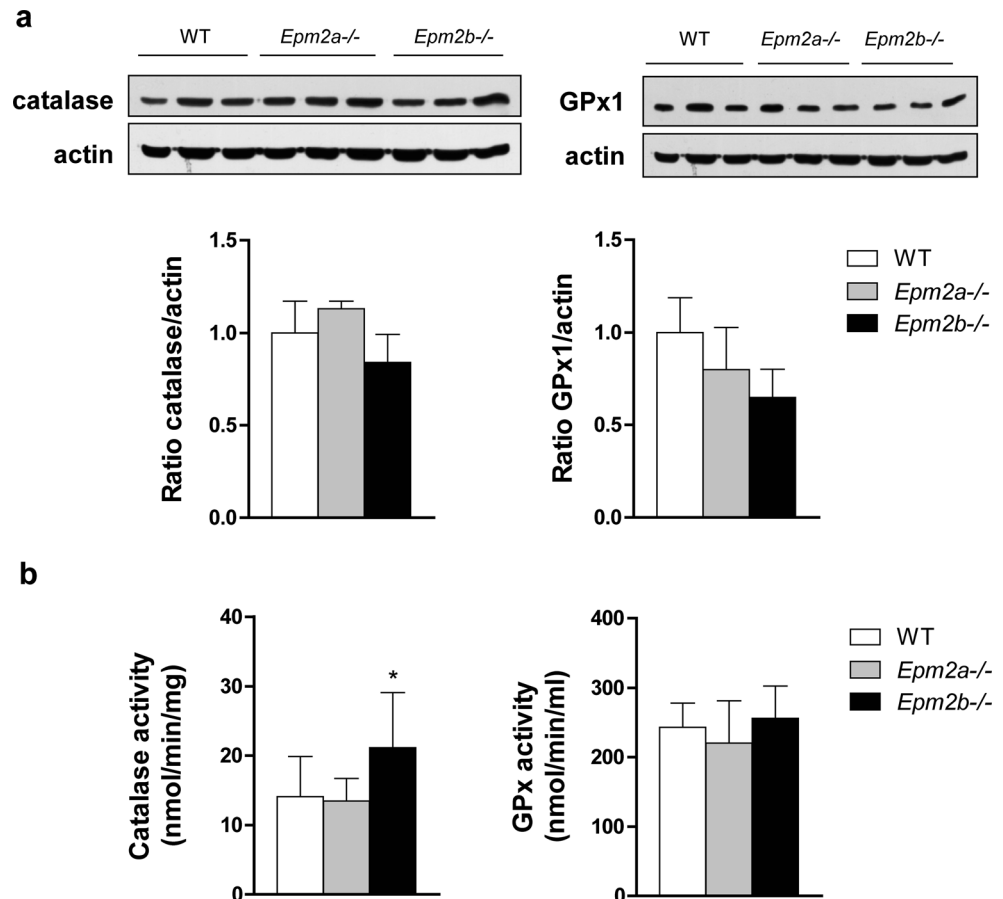 a
WT Epm2a-/- Epm2b-/-
catalase
actin
WT Epm2a-/- Epm2b-/-
GPx1
actin
Ratio catalase/actin
1.5
1.0
0.5
0.0
Ratio GPx1/actin
1.5
1.0
0.5
0.0
WT
Epm2a-/-
Epm2b-/-
b
Catalase activity
(nmol/min/mg)
40
30
20
10
0
*
GPx activity
(nmol/min/ml)
400
300
200
100
0
WT
Epm2a-/-
Epm2b-/-